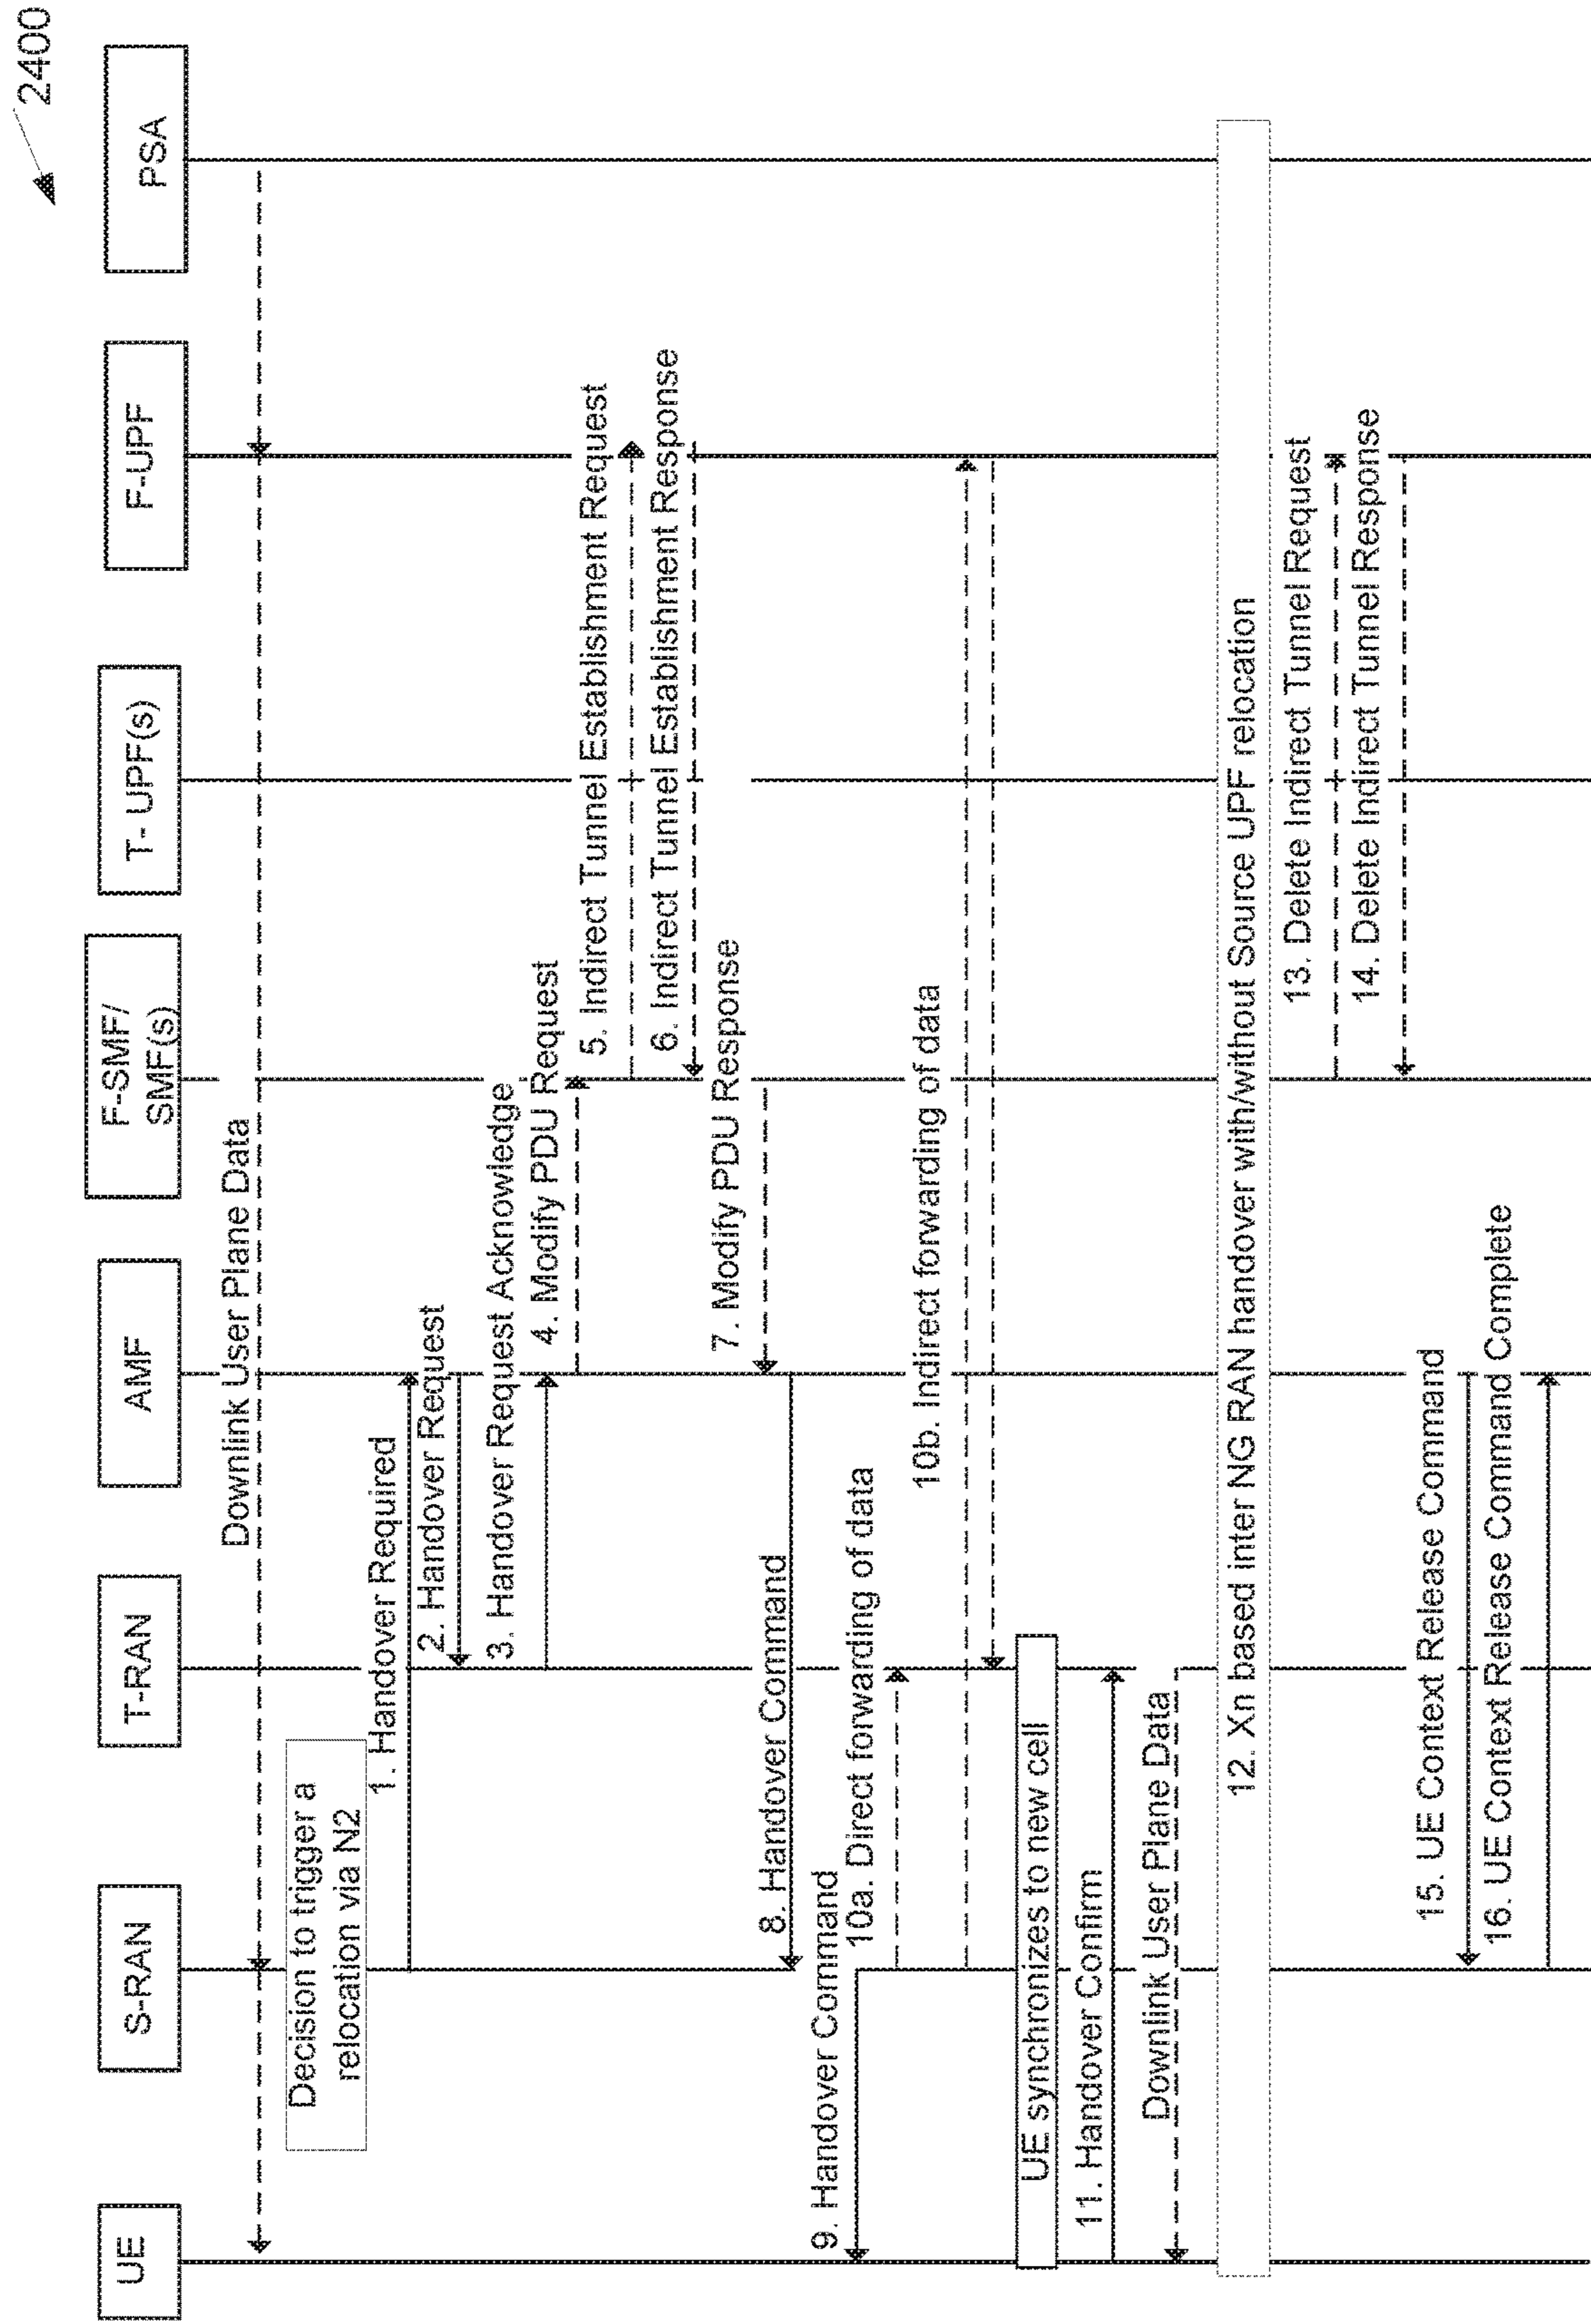 2400
UE
S-RAN
T-RAN
AMF
F-SMF/
SMF(s)
T- UPF(s)
F-UPF
PSA
Downlink User Plane Data
Decision to trigger a
relocation via N2
1. Handover Required
2. Handover Request
3. Handover Request Acknowledge
4. Modify PDU Request
5. Indirect Tunnel Establishment Request
6. Indirect Tunnel Establishment Response
7. Modify PDU Response
8. Handover Command
9. Handover Command
10a. Direct forwarding of data
10b. Indirect forwarding of data
UE synchronizes to new cell
11. Handover Confirm
Downlink User Plane Data
12. Xn based inter NG RAN handover with/without Source UPF relocation
13. Delete Indirect Tunnel Request
14. Delete Indirect Tunnel Response
15. UE Context Release Command
16. UE Context Release Command Complete